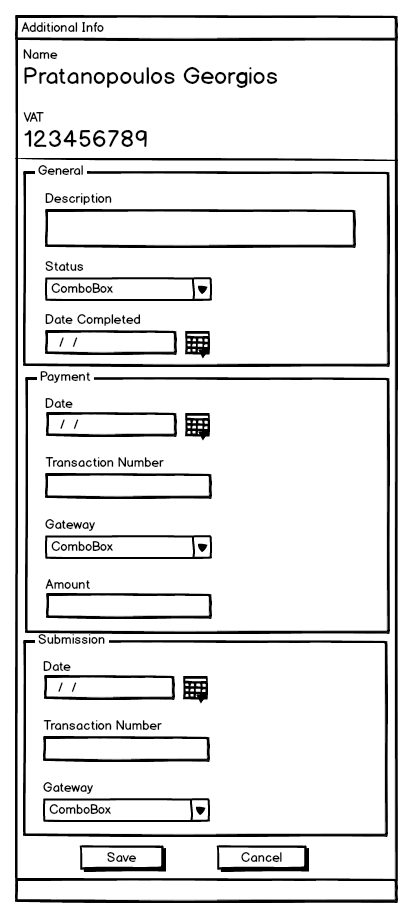 Additional Info
Name
Pratanopoulos Georgios
VAT
123456789
General
Description
Status
ComboBox
Date Completed
/ /
Payment
Date
/ /
Transaction Number
Gateway
ComboBox
Amount
Submission
Date
/ /
Transaction Number
Gateway
ComboBox
Save Cancel